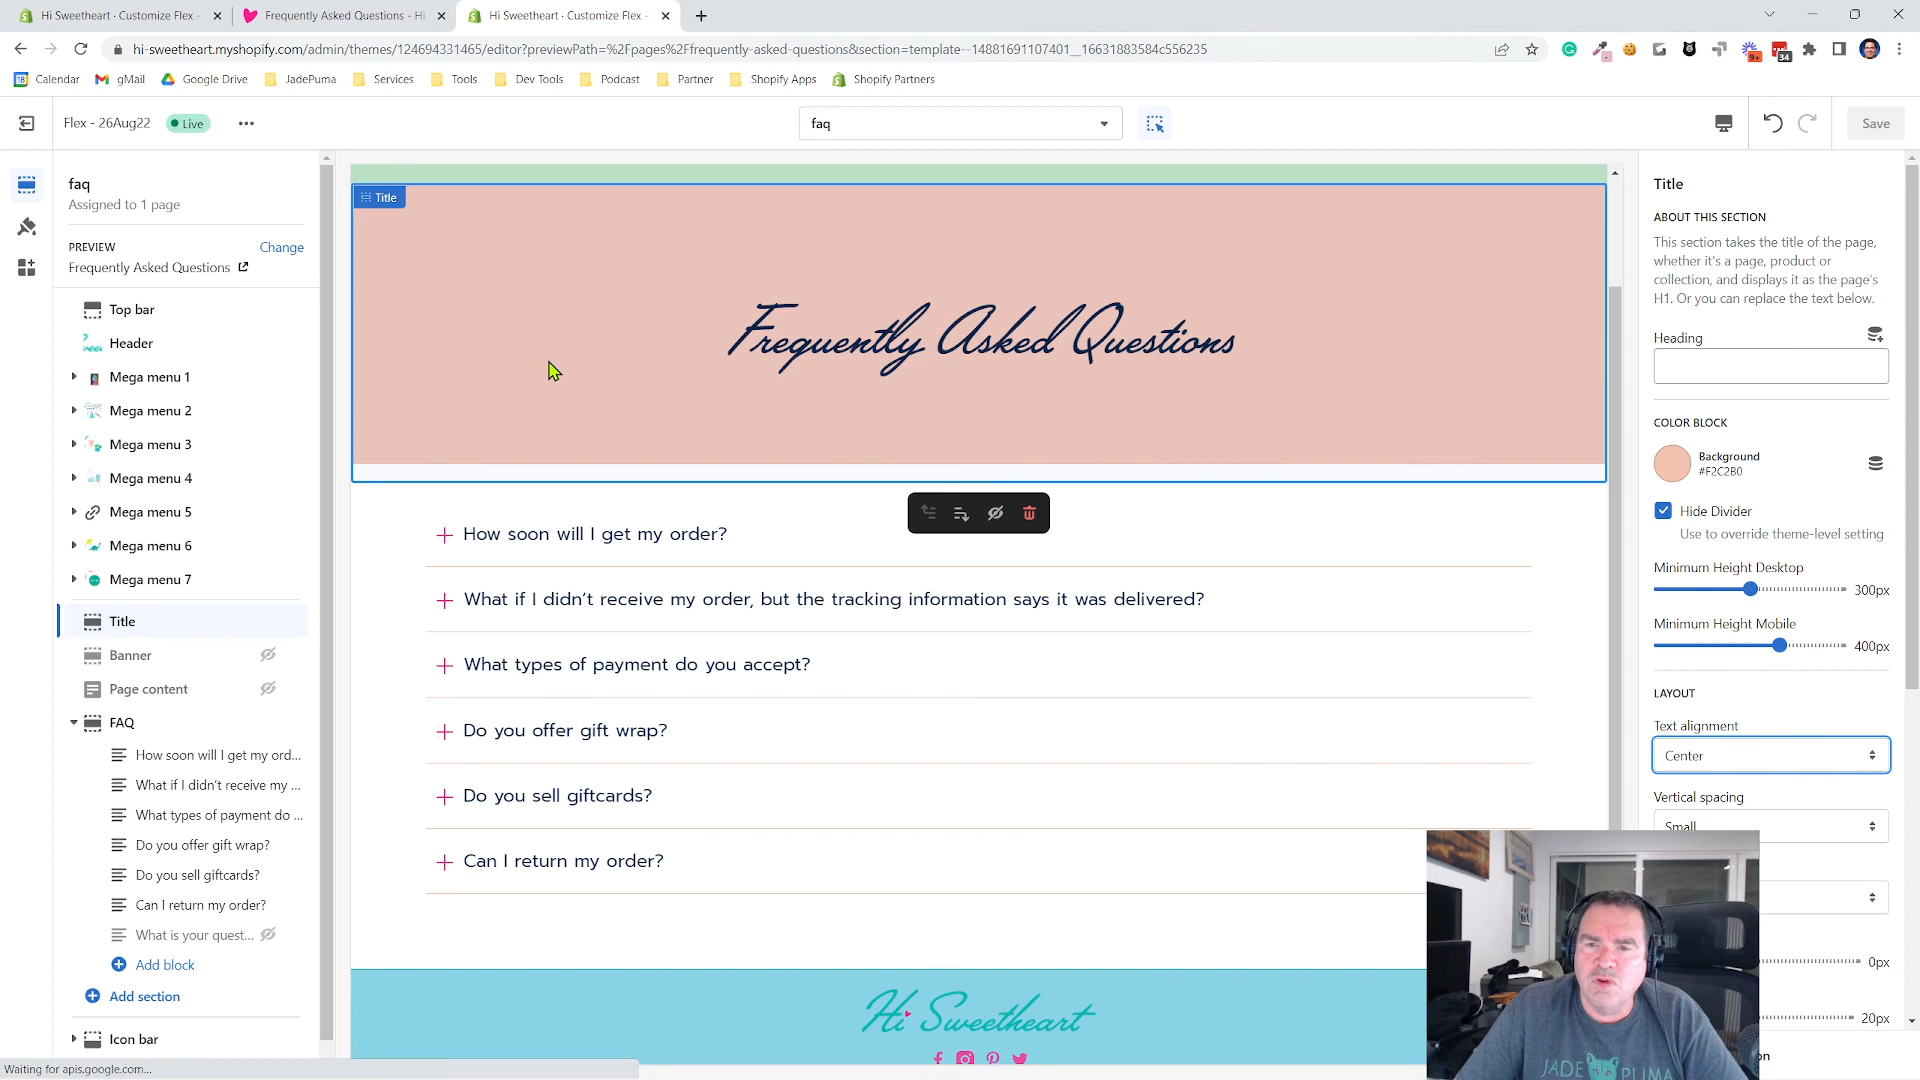 Hi Sweetheart · Customize Flex -
Frequently Asked Questions - Hi
Hi Sweetheart · Customize Flex -
hi-sweetheart.myshopify.com/admin/themes/124694331465/editor?previewPath=%2Fpages%2Ffrequently-asked-questions&section=template--14881691107401__16631883584c556235
9+
34
18
Calendar
gMail
Google Drive
JadePuma
Services
Tools
Dev Tools
Podcast
Partner
Shopify Apps
Shopify Partners
Flex - 26Aug22
Live
faq
Save
faq
Assigned to 1 page
PREVIEW
Change
Frequently Asked Questions
Top bar
Header
Mega menu 1
Mega menu 2
Mega menu 3
Mega menu 4
Mega menu 5
Mega menu 6
Mega menu 7
Title
Banner
Page content
FAQ
How soon will I get my ord...
What if I didn't receive my ...
What types of payment do ...
Do you offer gift wrap?
Do you sell giftcards?
Can I return my order?
What is your quest...
Add block
Add section
Icon bar
Waiting for apis.google.com...
Title
Frequently Asked Questions
How soon will I get my order?
What if I didn't receive my order, but the tracking information says it was delivered?
What types of payment do you accept?
Do you offer gift wrap?
Do you sell giftcards?
Can I return my order?
Hi Sweetheart
Title
ABOUT THIS SECTION
This section takes the title of the page,
whether it's a page, product or
collection, and displays it as the page's
H1. Or you can replace the text below.
Heading
COLOR BLOCK
Background
#F2C2B0
Hide Divider
Use to override theme-level setting
Minimum Height Desktop
300px
Minimum Height Mobile
400px
LAYOUT
Text alignment
Center
Vertical spacing
Small
0px
20px
on
JADE PUMA